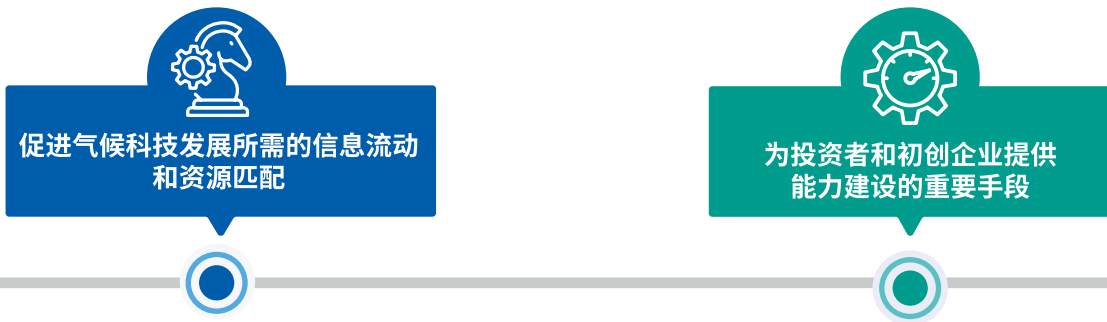 促进气候科技发展所需的信息流动
和资源匹配
为投资者和初创企业提供
能力建设的重要手段